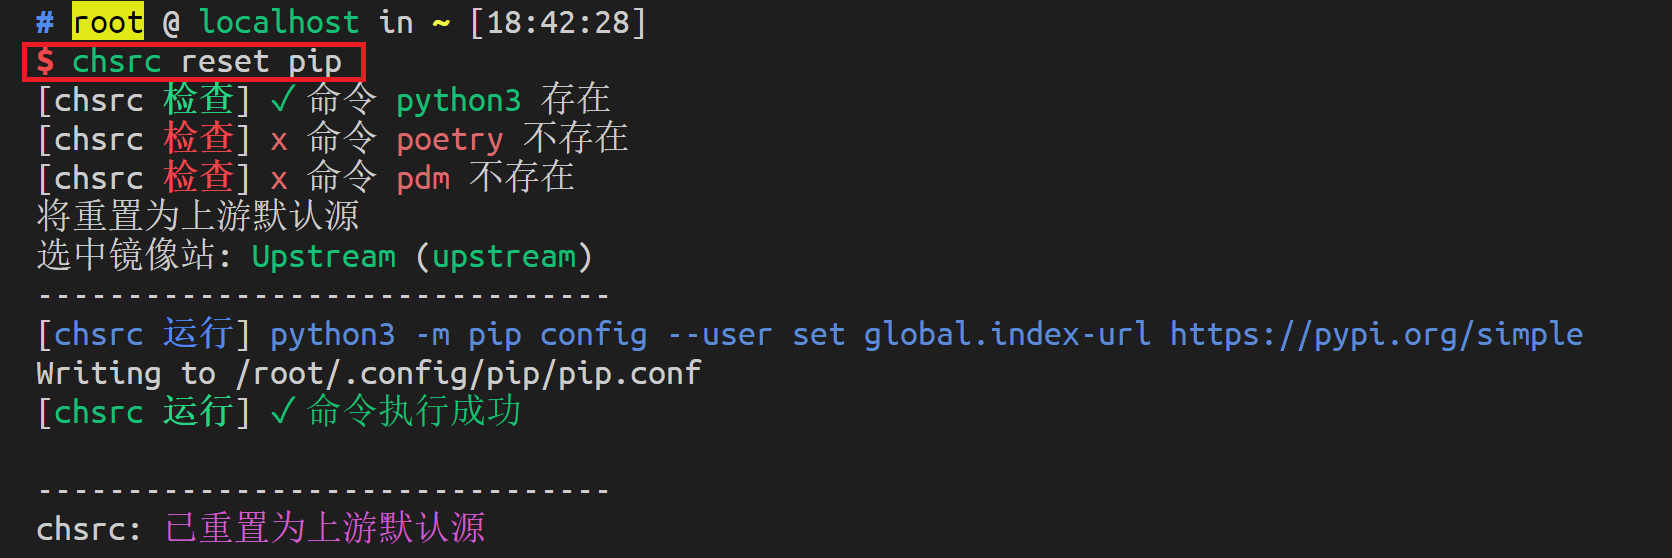 # root @ localhost in ~ [18:42:28]
$ chsrc reset pip
[chsrc 检查] ✓ 命令 python3 存在
[chsrc 检查] x 命令 poetry 不存在
[chsrc 检查] x 命令 pdm 不存在
将重置为上游默认源
选中镜像站: Upstream (upstream)
--------------------------------
[chsrc 运行] python3 -m pip config --user set global.index-url https://pypi.org/simple
Writing to /root/.config/pip/pip.conf
[chsrc 运行] ✓ 命令执行成功
--------------------------------
chsrc: 已重置为上游默认源